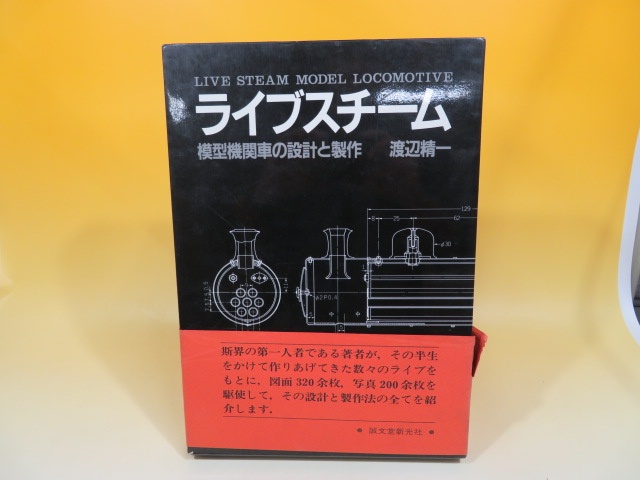 LIVE STEAM MODEL LOCOMOTIVE
ライブスチーム
模型機関車の設計と製作 渡辺精一
129
8 25 62
φ30
62P0.4
斯界の第一人者である著者が、その半生
をかけて作りあげてきた数々のライブを
もとに、図面320余枚、写真200余枚を
駆使して、その設計と製作法の全てを紹
介します.
● 誠文堂新光社 ●